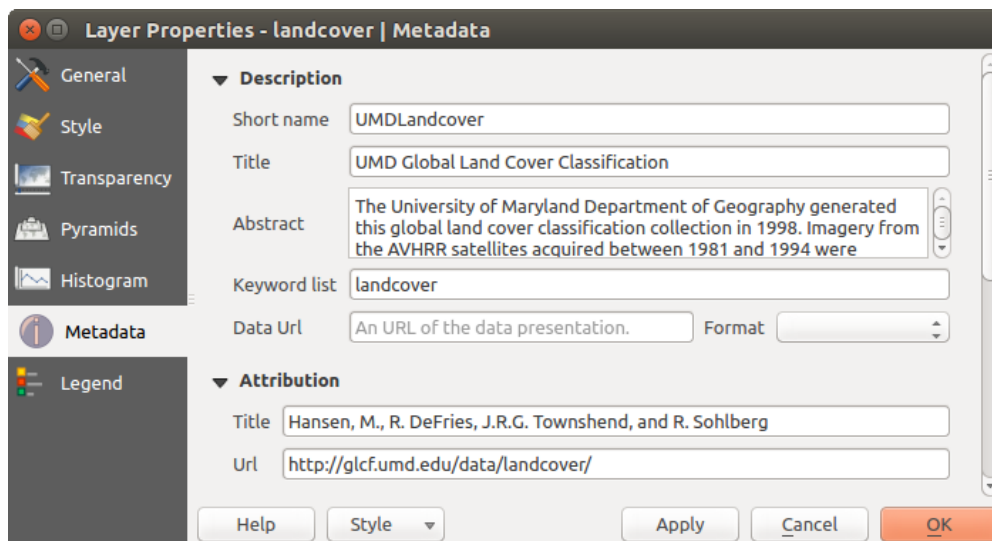 Layer Properties - landcover | Metadata
General
Style
Transparency
Pyramids
Histogram
Metadata
Legend
Description
Short name UMDLandcover
Title UMD Global Land Cover Classification
Abstract The University of Maryland Department of Geography generated
this global land cover classification collection in 1998. Imagery from
the AVHRR satellites acquired between 1981 and 1994 were
Keyword list landcover
Data Url An URL of the data presentation. Format
Attribution
Title Hansen, M., R. DeFries, J.R.G. Townshend, and R. Sohlberg
Url http://glcf.umd.edu/data/landcover/
Help Style Apply Cancel OK